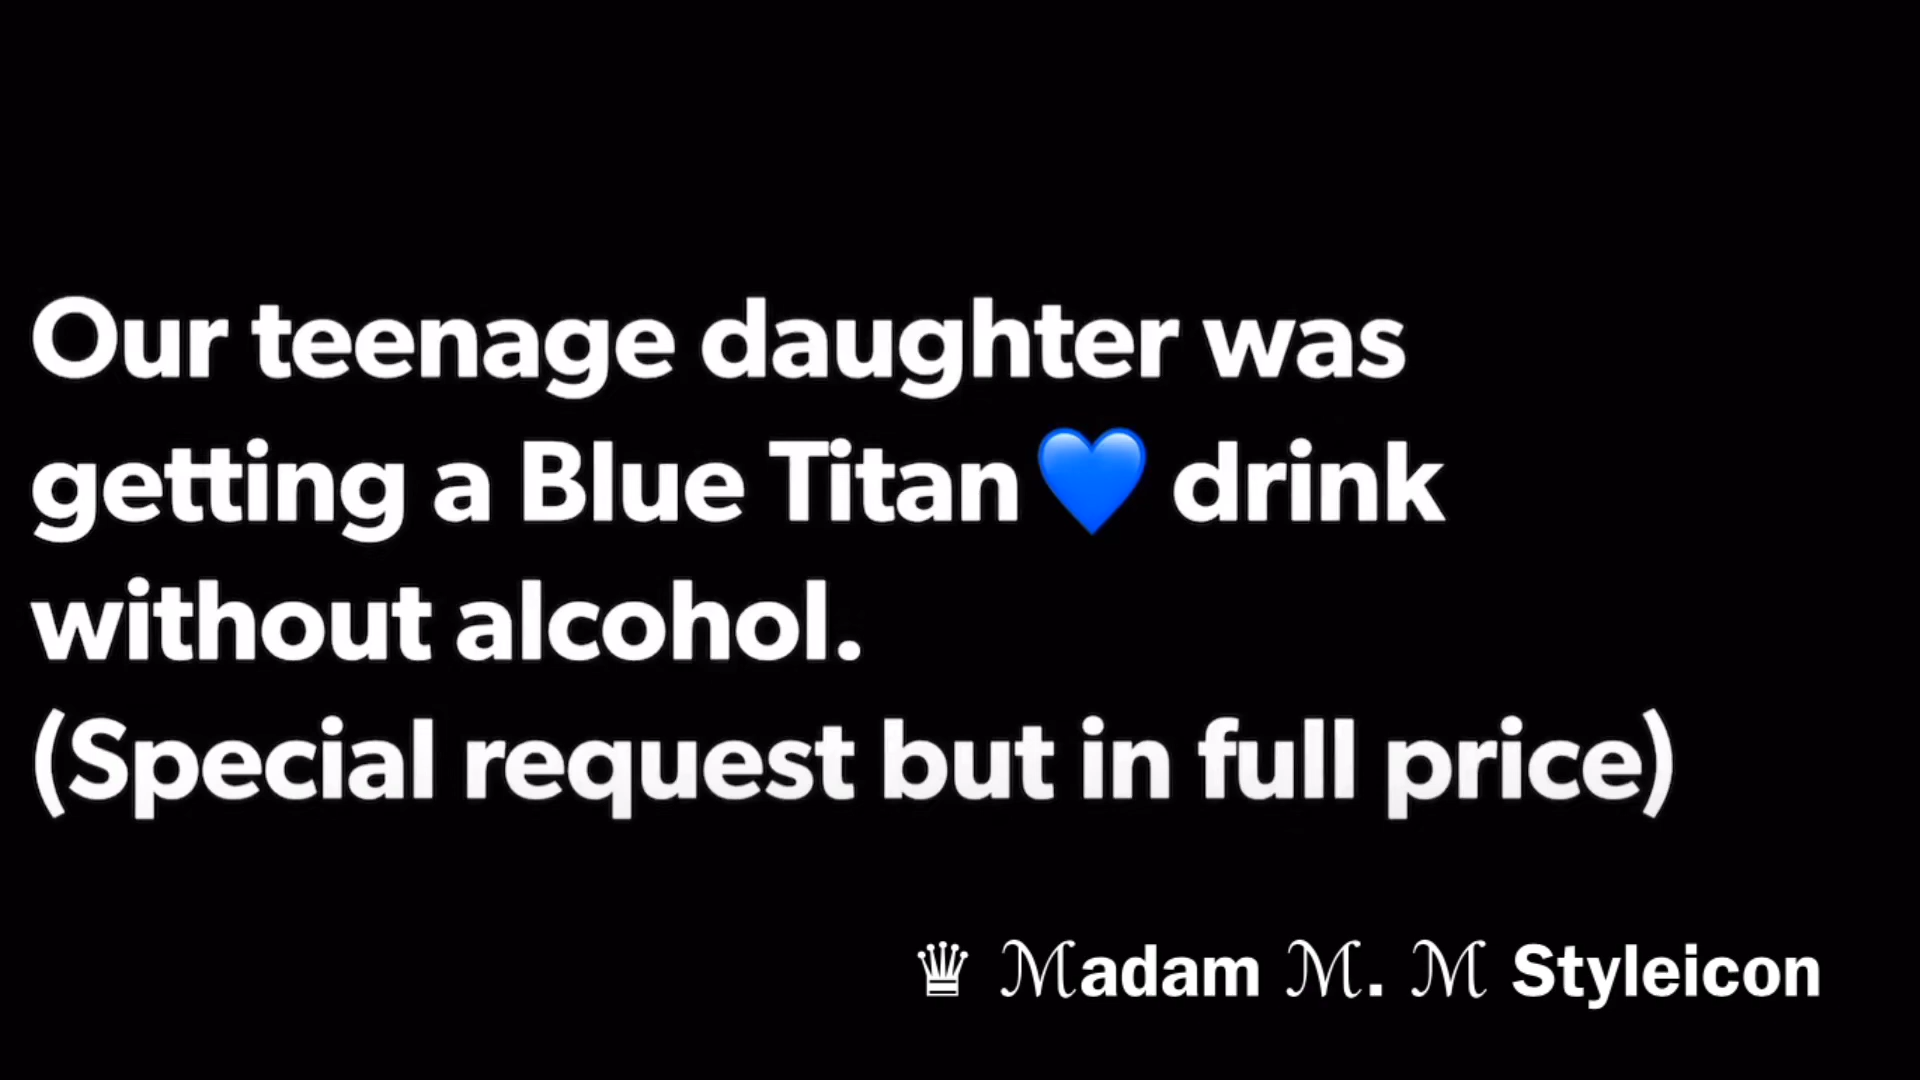 Our teenage daughter was
getting a Blue Titan💙 drink
without alcohol.
(Special request but in full price)
♛ ℳadam ℳ. ℳ Styleicon